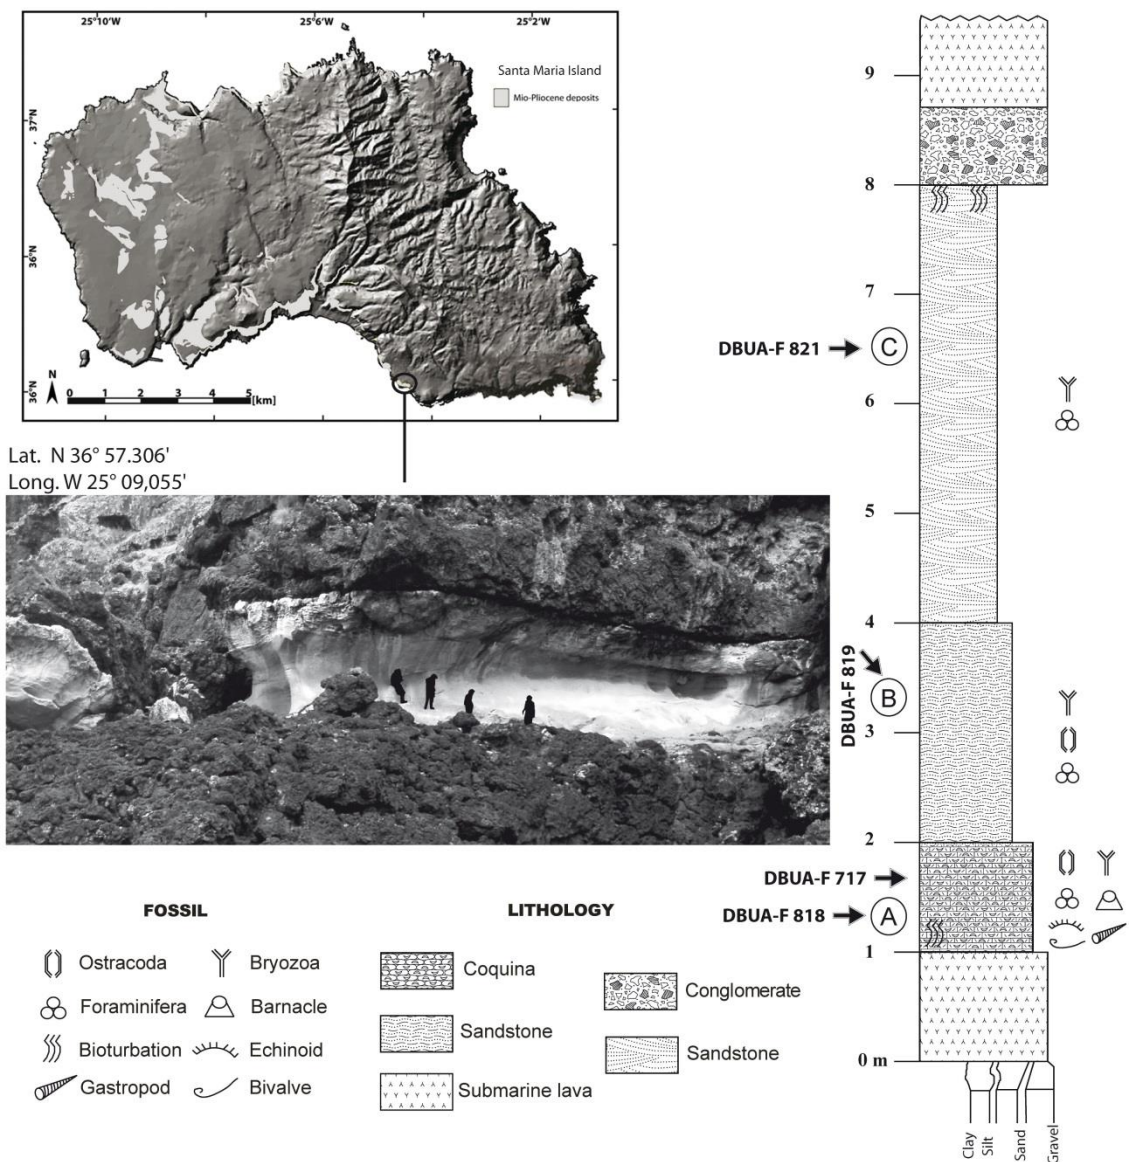 25°10'W 25°6'W 25°2'W
Santa Maria Island
Mio-Pliocene deposits
37°N
36°N
36°N
N
0 1 2 3 4 5 [km]
Lat. N 36° 57.306'
Long. W 25° 09,055'
9
8
7
DBUA-F 821 C
6
5
4
DBUA-F 819
B
3
2
DBUA-F 717
DBUA-F 818 A
1
0 m
Clay
Silt
Sand
Gravel
FOSSIL
Ostracoda Bryozoa
Foraminifera Barnacle
Bioturbation Echinoid
Gastropod Bivalve
LITHOLOGY
Coquina
Conglomerate
Sandstone
Sandstone
Submarine lava